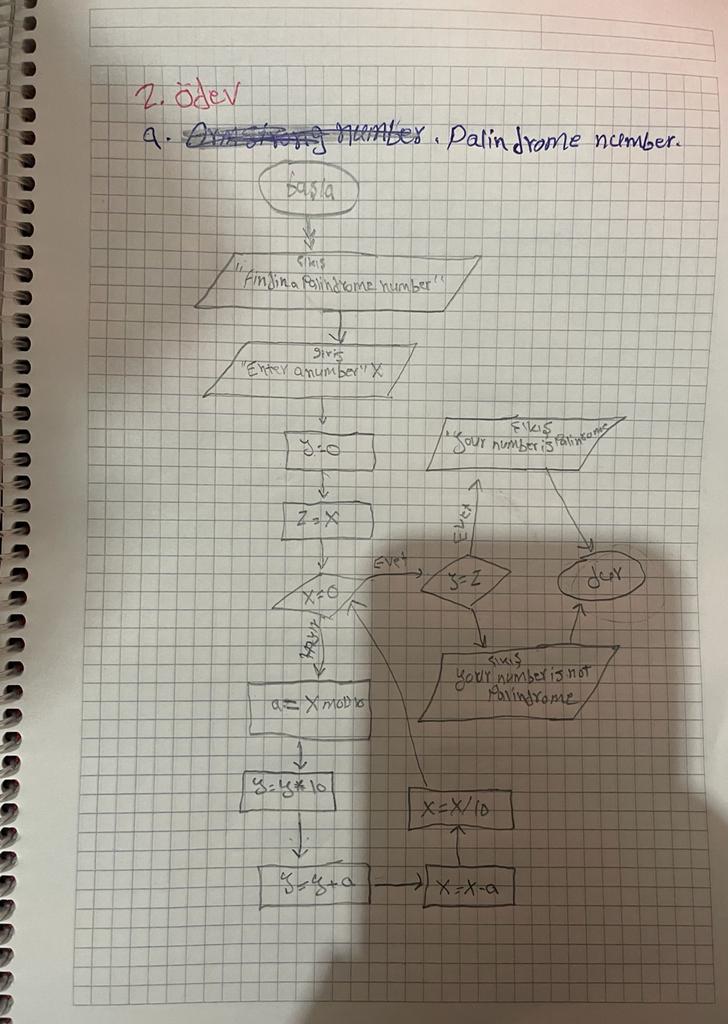 2. ödev
a. Armstrong number. Palindrome number.
başla
çıkış
"Findin a Palindrome number"
giriş
"Enter a number" X
y=0
z=x
x=0
Evet
Hayır
a= X mod 10
y=y*10
y=y+a
x=x-a
x=x/10
y=z
Evet
çıkış
"your number is Palindrome
çıkış
your number is not
Palindrome
dur